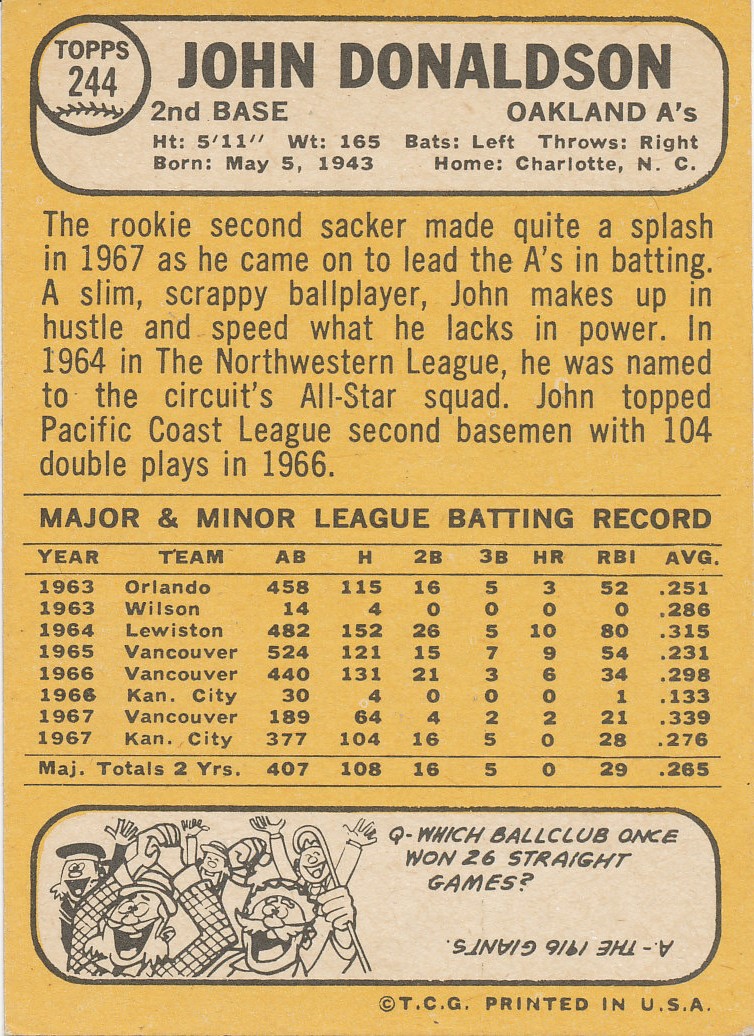 TOPPS
244
JOHN DONALDSON
2nd BASE OAKLAND A's
Ht: 5'11" Wt: 165 Bats: Left Throws: Right
Born: May 5, 1943 Home: Charlotte, N. C.
The rookie second sacker made quite a splash
in 1967 as he came on to lead the A's in batting.
A slim, scrappy ballplayer, John makes up in
hustle and speed what he lacks in power. In
1964 in The Northwestern League, he was named
to the circuit's All-Star squad. John topped
Pacific Coast League second basemen with 104
double plays in 1966.
MAJOR & MINOR LEAGUE BATTING RECORD
YEAR TEAM AB H 2B 3B HR RBI AVG.
1963 Orlando 458 115 16 5 3 52 .251
1963 Wilson 14 4 0 0 0 0 .286
1964 Lewiston 482 152 26 5 10 80 .315
1965 Vancouver 524 121 15 7 9 54 .231
1966 Vancouver 440 131 21 3 6 34 .298
1966 Kan. City 30 4 0 0 0 1 .133
1967 Vancouver 189 64 4 2 2 21 .339
1967 Kan. City 377 104 16 5 0 28 .276
Maj. Totals 2 Yrs. 407 108 16 5 0 29 .265
Q- WHICH BALLCLUB ONCE
WON 26 STRAIGHT
GAMES?
A.- THE 1916 GIANTS.
©T.C.G. PRINTED IN U.S.A.